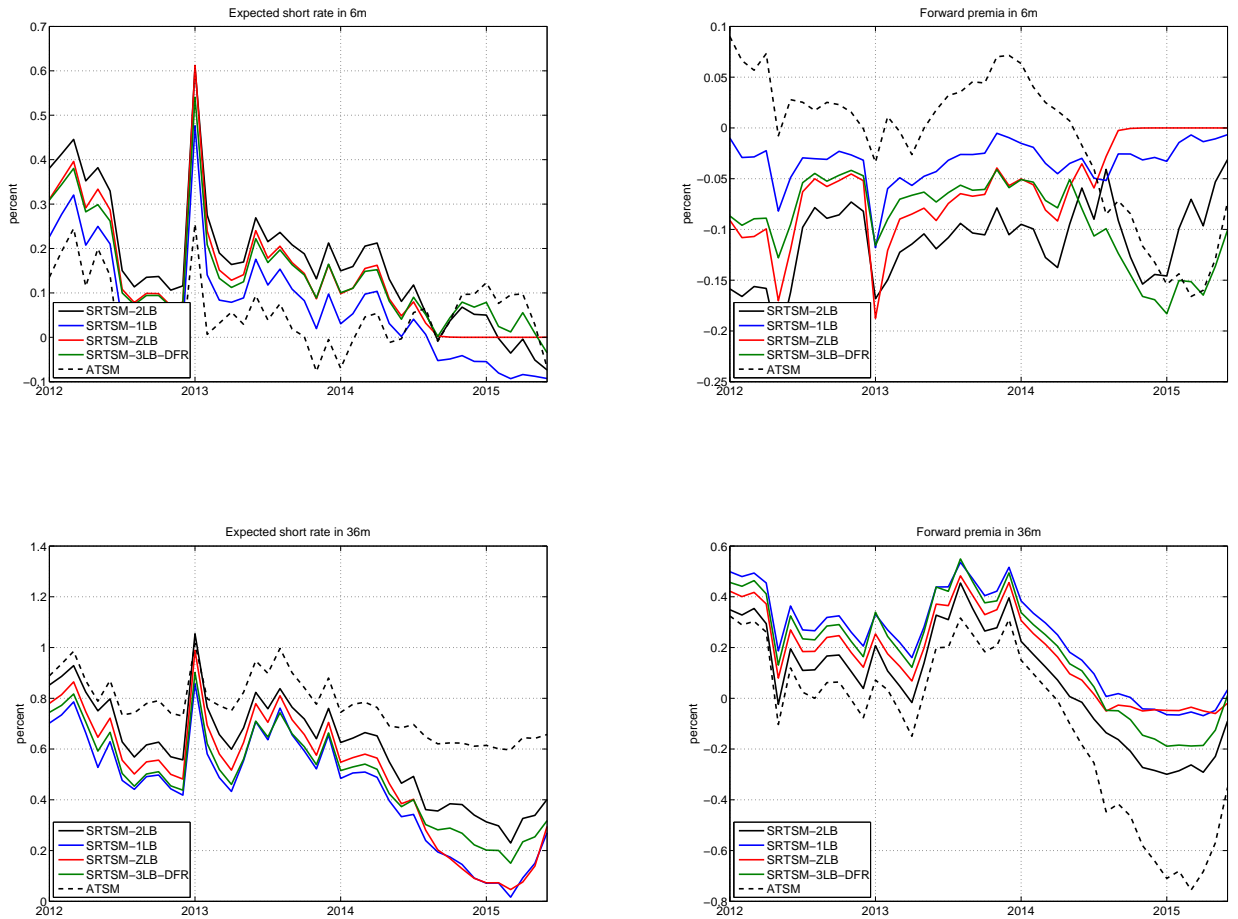 Expected short rate in 6m
percent
0.7
0.6
0.5
0.4
0.3
0.2
0.1
0
−0.1
2012
2013
2014
2015
SRTSM−2LB
SRTSM−1LB
SRTSM−ZLB
SRTSM−3LB−DFR
ATSM
Forward premia in 6m
percent
0.1
0.05
0
−0.05
−0.1
−0.15
−0.2
−0.25
2012
2013
2014
2015
SRTSM−2LB
SRTSM−1LB
SRTSM−ZLB
SRTSM−3LB−DFR
ATSM
Expected short rate in 36m
percent
1.4
1.2
1
0.8
0.6
0.4
0.2
0
2012
2013
2014
2015
SRTSM−2LB
SRTSM−1LB
SRTSM−ZLB
SRTSM−3LB−DFR
ATSM
Forward premia in 36m
percent
0.6
0.4
0.2
0
−0.2
−0.4
−0.6
−0.8
2012
2013
2014
2015
SRTSM−2LB
SRTSM−1LB
SRTSM−ZLB
SRTSM−3LB−DFR
ATSM